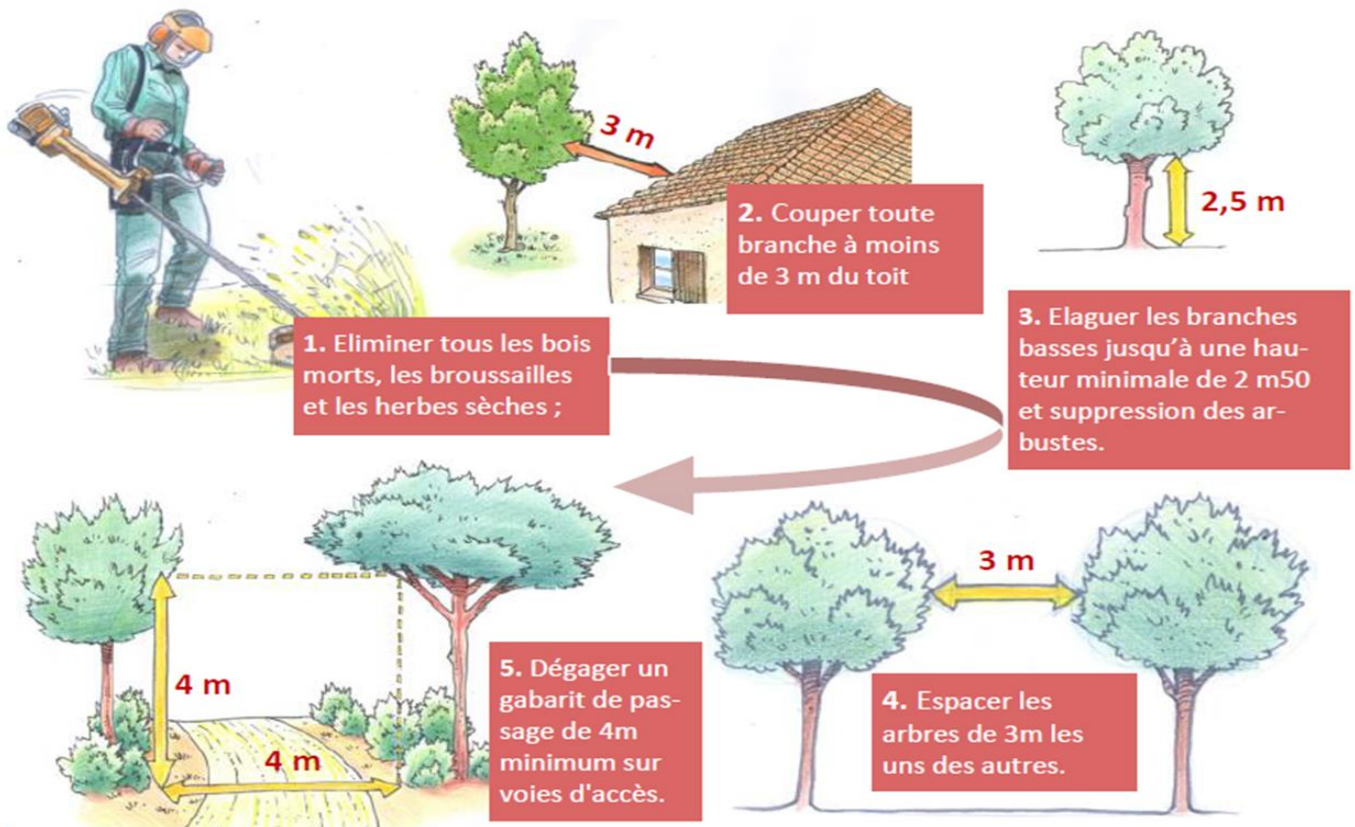 1. Eliminer tous les bois
morts, les broussailles
et les herbes sèches ;
3 m
2. Couper toute
branche à moins
de 3 m du toit
2,5 m
3. Elaguer les branches
basses jusqu'à une hau-
teur minimale de 2 m50
et suppression des ar-
bustes.
3 m
4. Espacer les
arbres de 3m les
uns des autres.
4 m
4 m
5. Dégager un
gabarit de pas-
sage de 4m
minimum sur
voies d'accès.